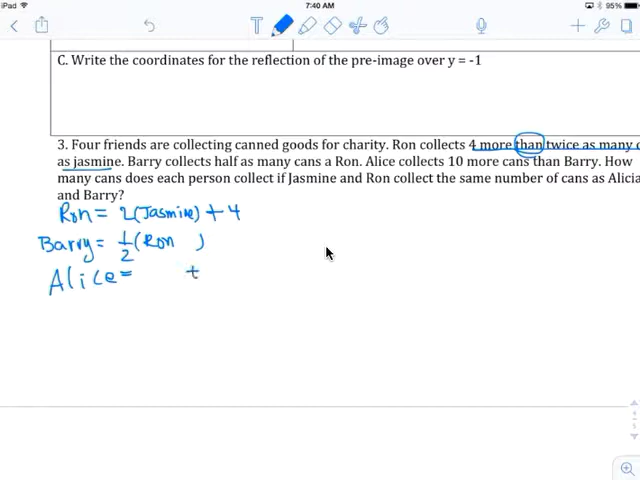 iPad 7:40 AM 95%
T
C. Write the coordinates for the reflection of the pre-image over y = -1
3. Four friends are collecting canned goods for charity. Ron collects 4 more than twice as many c
as jasmine. Barry collects half as many cans a Ron. Alice collects 10 more cans than Barry. How
many cans does each person collect if Jasmine and Ron collect the same number of cans as Alicia
and Barry?
Ron = 2(Jasmine) + 4
Barry = 1/2 (Ron )
Alice = +